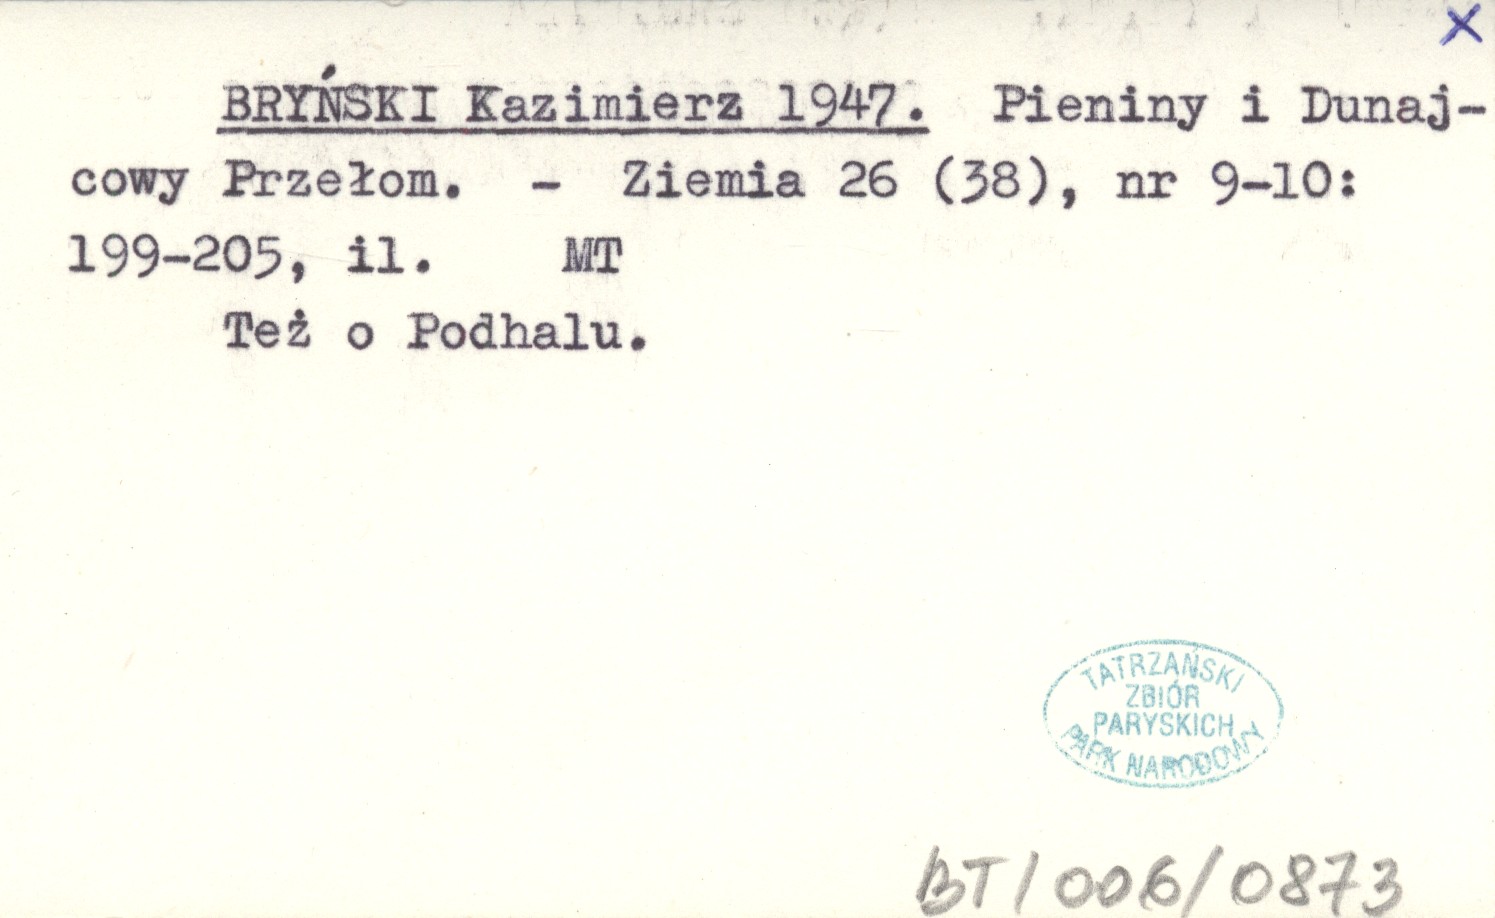 x
BRYŃSKI Kazimierz 1947. Pieniny i Dunaj-
cowy Przełom. - Ziemia 26 (38), nr 9-10:
199-205, il. MT
Też o Podhalu.
TATRZAŃSKI
ZBIÓR
PARYSKICH
PARK NARODOWY
BT/006/0873